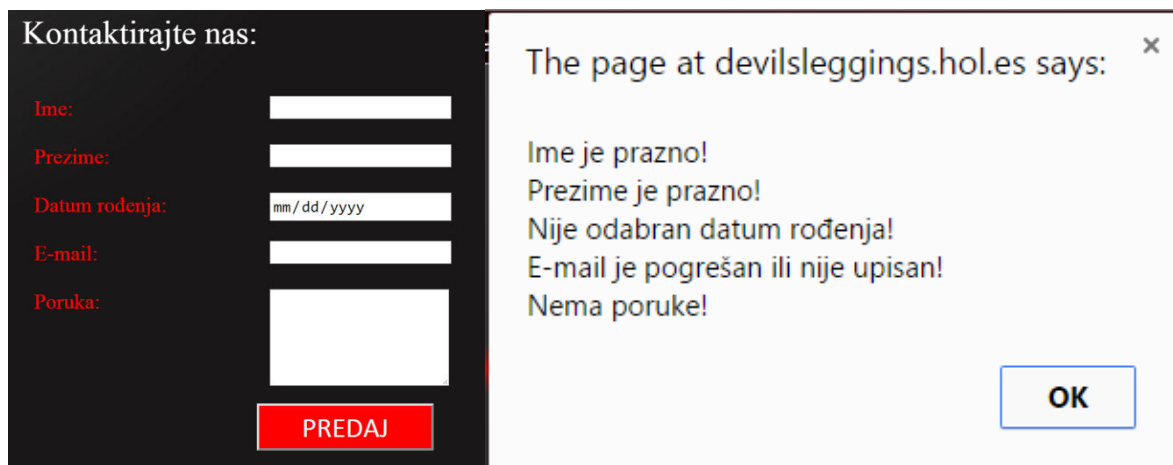 Kontaktirajte nas:
Ime:
Prezime:
Datum rođenja:
mm/dd/yyyy
E-mail:
Poruka:
PREDAJ
The page at devilsleggings.hol.es says:
×
Ime je prazno!
Prezime je prazno!
Nije odabran datum rođenja!
E-mail je pogrešan ili nije upisan!
Nema poruke!
OK